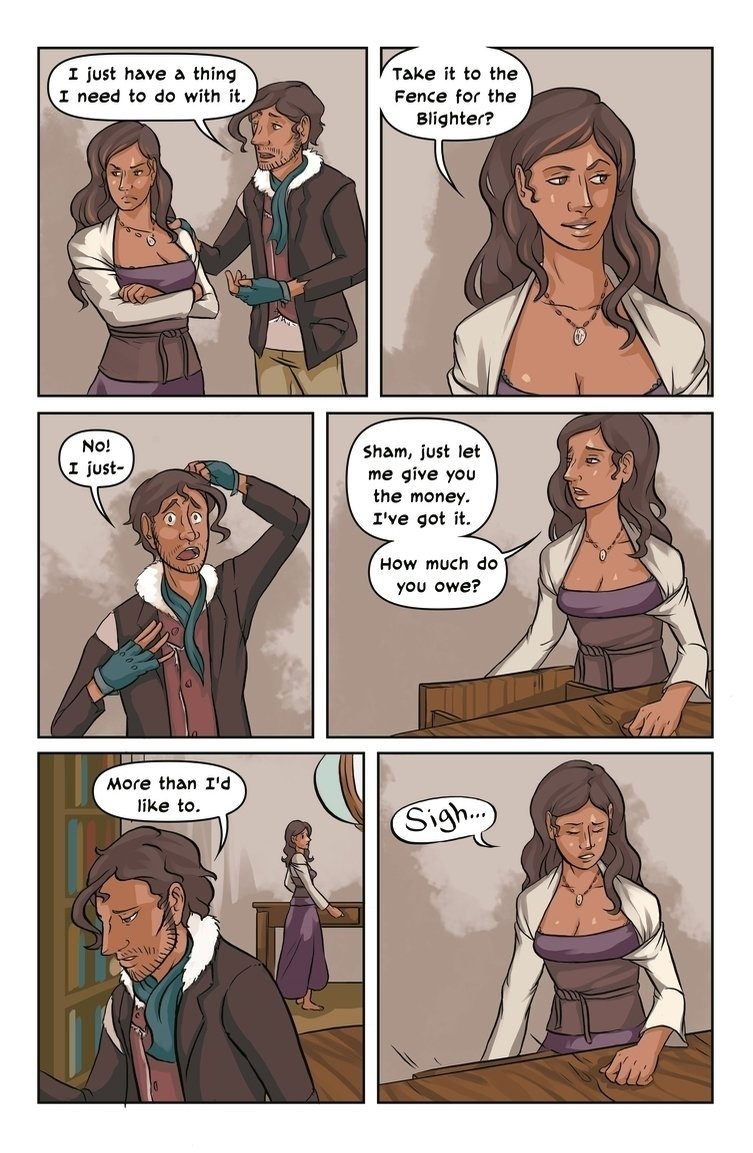 I just have a thing
I need to do with it.
Take it to the
Fence for the
Blighter?
No!
I just-
Sham, just let
me give you
the money.
I've got it.
How much do
you owe?
More than I'd
like to.
Sigh...